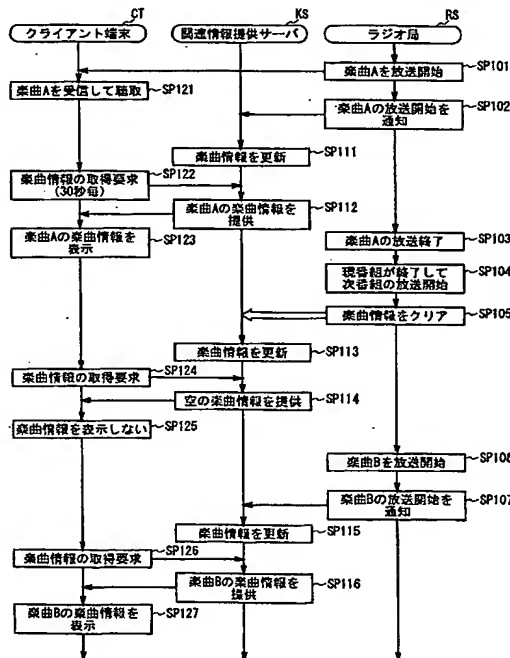 CT
KS
RS
クライアント端末
関連情報提供サーバ
ラジオ局
楽曲Aを放送開始
SP101
楽曲Aを受信して聴取
SP121
楽曲Aの放送開始を
通知
SP102
楽曲情報を更新
SP111
楽曲情報の取得要求
(30秒毎)
SP122
楽曲Aの楽曲情報を
提供
SP112
楽曲Aの楽曲情報を
表示
SP123
楽曲Aの放送終了
SP103
現番組が終了して
次番組の放送開始
SP104
楽曲情報をクリア
SP105
楽曲情報を更新
SP113
楽曲情報の取得要求
SP124
空の楽曲情報を提供
SP114
楽曲情報を表示しない
SP125
楽曲Bを放送開始
SP106
楽曲Bの放送開始を
通知
SP107
楽曲情報を更新
SP115
楽曲情報の取得要求
SP126
楽曲Bの楽曲情報を
提供
SP116
楽曲Bの楽曲情報を
表示
SP127